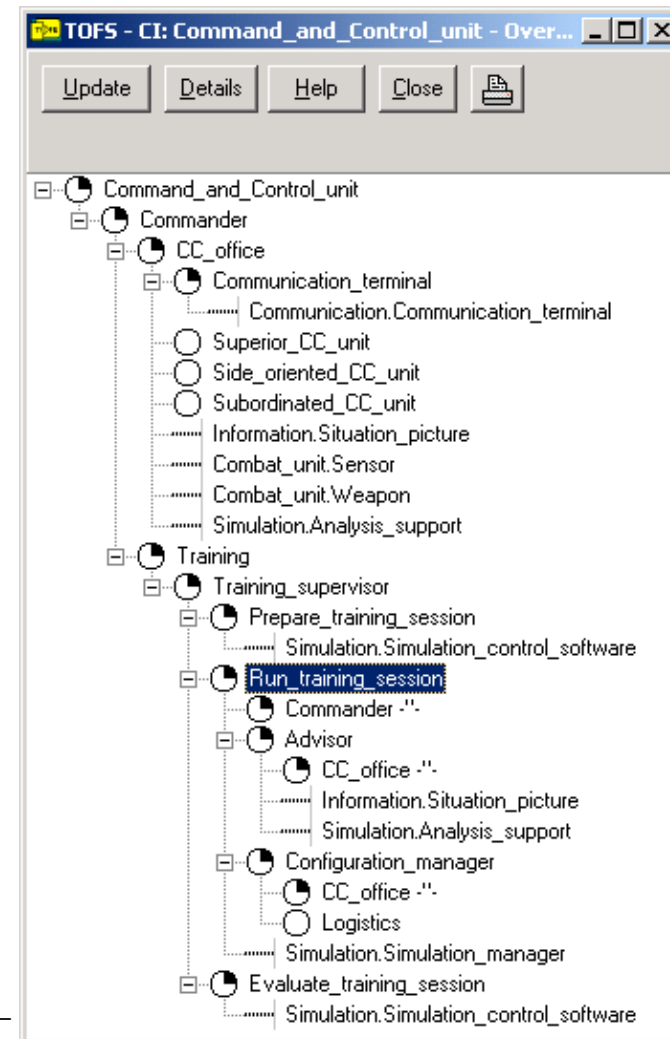 TOFS - CI: Command_and_Control_unit - Over...
Update Details Help Close
Command_and_Control_unit
Commander
CC_office
Communication_terminal
Communication.Communication_terminal
Superior_CC_unit
Side_oriented_CC_unit
Subordinated_CC_unit
Information.Situation_picture
Combat_unit.Sensor
Combat_unit.Weapon
Simulation.Analysis_support
Training
Training_supervisor
Prepare_training_session
Simulation.Simulation_control_software
Run_training_session
Commander -"-
Advisor
CC_office -"-
Information.Situation_picture
Simulation.Analysis_support
Configuration_manager
CC_office -"-
Logistics
Simulation.Simulation_manager
Evaluate_training_session
Simulation.Simulation_control_software